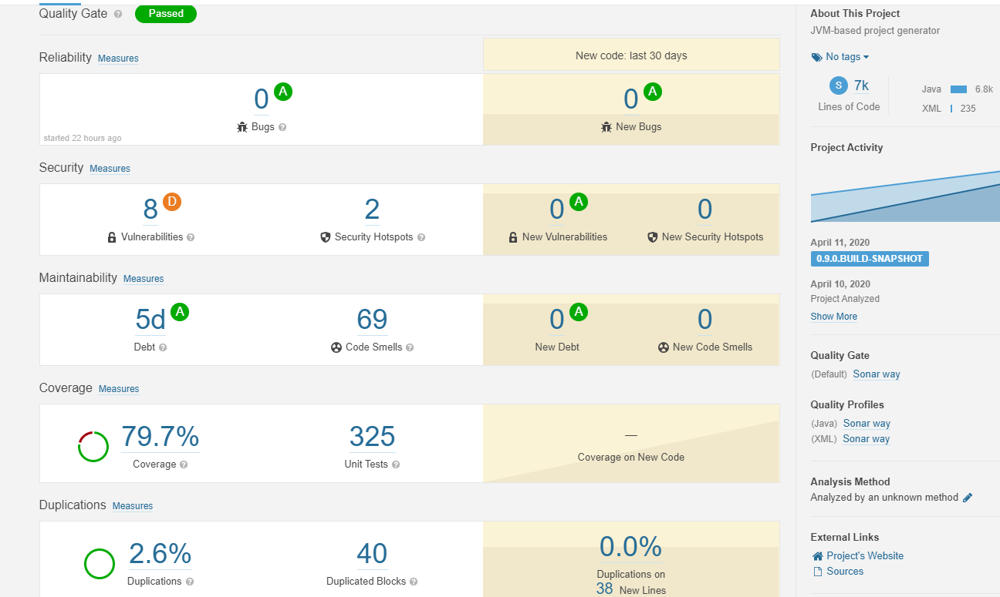 Quality Gate Passed
Reliability Measures
New code: last 30 days
0 A
Bugs
started 22 hours ago
0 A
New Bugs
Security Measures
8 D
Vulnerabilities
2
Security Hotspots
0 A
New Vulnerabilities
0
New Security Hotspots
Maintainability Measures
5d A
Debt
69
Code Smells
0 A
New Debt
0
New Code Smells
Coverage Measures
79.7%
Coverage
325
Unit Tests
—
Coverage on New Code
Duplications Measures
2.6%
Duplications
40
Duplicated Blocks
0.0%
Duplications on
38 New Lines
About This Project
JVM-based project generator
No tags
S 7k
Lines of Code
Java 6.8k
XML 235
Project Activity
April 11, 2020
0.9.0.BUILD-SNAPSHOT
April 10, 2020
Project Analyzed
Show More
Quality Gate
(Default) Sonar way
Quality Profiles
(Java) Sonar way
(XML) Sonar way
Analysis Method
Analyzed by an unknown method
External Links
Project's Website
Sources